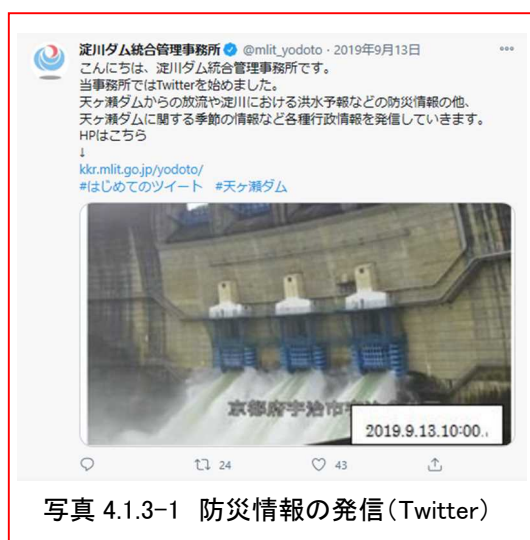 淀川ダム統合管理事務所 @mlit_yodoto · 2019年9月13日
こんにちは、淀川ダム統合管理事務所です。
当事務所ではTwitterを始めました。
天ヶ瀬ダムからの放流や淀川における洪水予報などの防災情報の他、
天ヶ瀬ダムに関する季節の情報など各種行政情報を発信していきます。
HPはこちら
↓
kkr.mlit.go.jp/yodoto/
#はじめてのツイート #天ヶ瀬ダム
京都府宇治市
2019.9.13.10:00.
24
43
写真 4.1.3-1 防災情報の発信(Twitter)